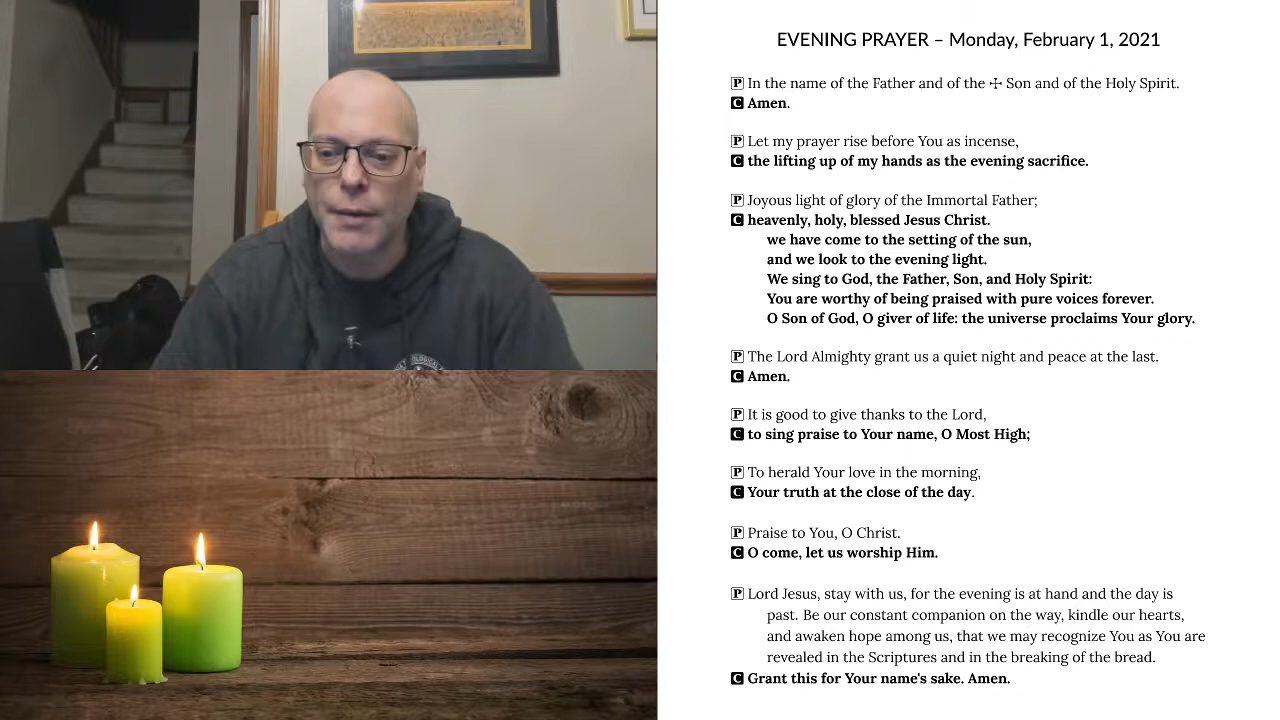 EVENING PRAYER – Monday, February 1, 2021
P In the name of the Father and of the ☩ Son and of the Holy Spirit.
C Amen.
P Let my prayer rise before You as incense,
C the lifting up of my hands as the evening sacrifice.
P Joyous light of glory of the Immortal Father;
C heavenly, holy, blessed Jesus Christ.
we have come to the setting of the sun,
and we look to the evening light.
We sing to God, the Father, Son, and Holy Spirit:
You are worthy of being praised with pure voices forever.
O Son of God, O giver of life: the universe proclaims Your glory.
P The Lord Almighty grant us a quiet night and peace at the last.
C Amen.
P It is good to give thanks to the Lord,
C to sing praise to Your name, O Most High;
P To herald Your love in the morning,
C Your truth at the close of the day.
P Praise to You, O Christ.
C O come, let us worship Him.
P Lord Jesus, stay with us, for the evening is at hand and the day is
past. Be our constant companion on the way, kindle our hearts,
and awaken hope among us, that we may recognize You as You are
revealed in the Scriptures and in the breaking of the bread.
C Grant this for Your name's sake. Amen.